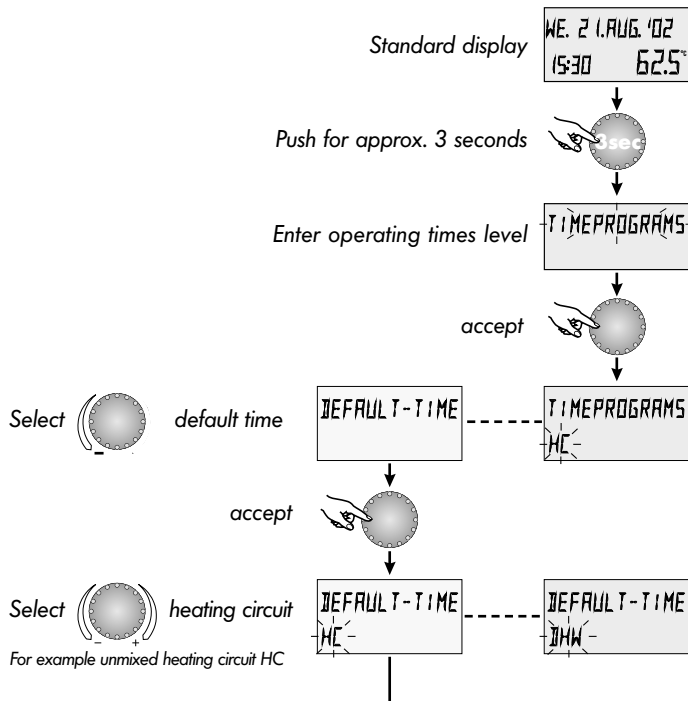 Standard display
WE. 21.AUG. '02
15:30 62.5°C
Push for approx. 3 seconds
3sec
Enter operating times level
TIMEPROGRAMS
accept
Select - default time
DEFAULT-TIME
TIMEPROGRAMS
HC
accept
Select - + heating circuit
For example unmixed heating circuit HC
DEFAULT-TIME
HC
DEFAULT-TIME
DHW